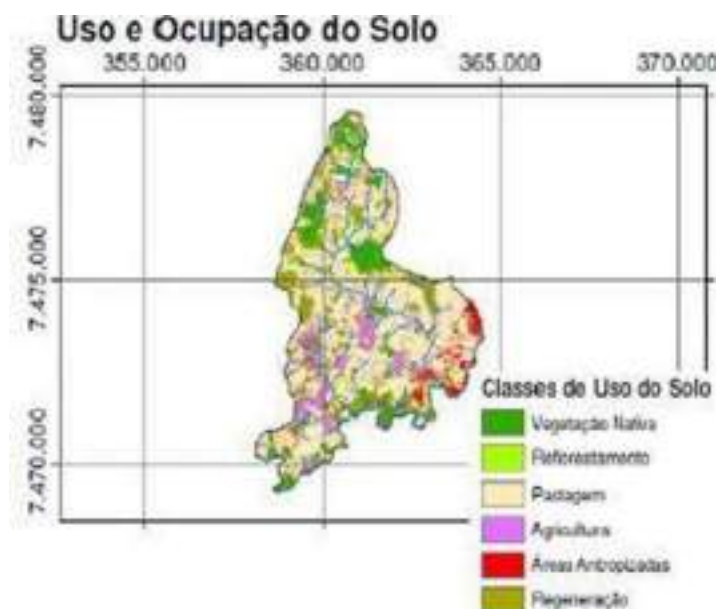 Uso e Ocupação do Solo
355.000 360.000 365.000 370.000
7.480.000
7.475.000
7.470.000
Classes de Uso do Solo
Vegetação Nativa
Reforestamento
Pastagem
Agricultura
Áreas Antropizadas
Regeneração